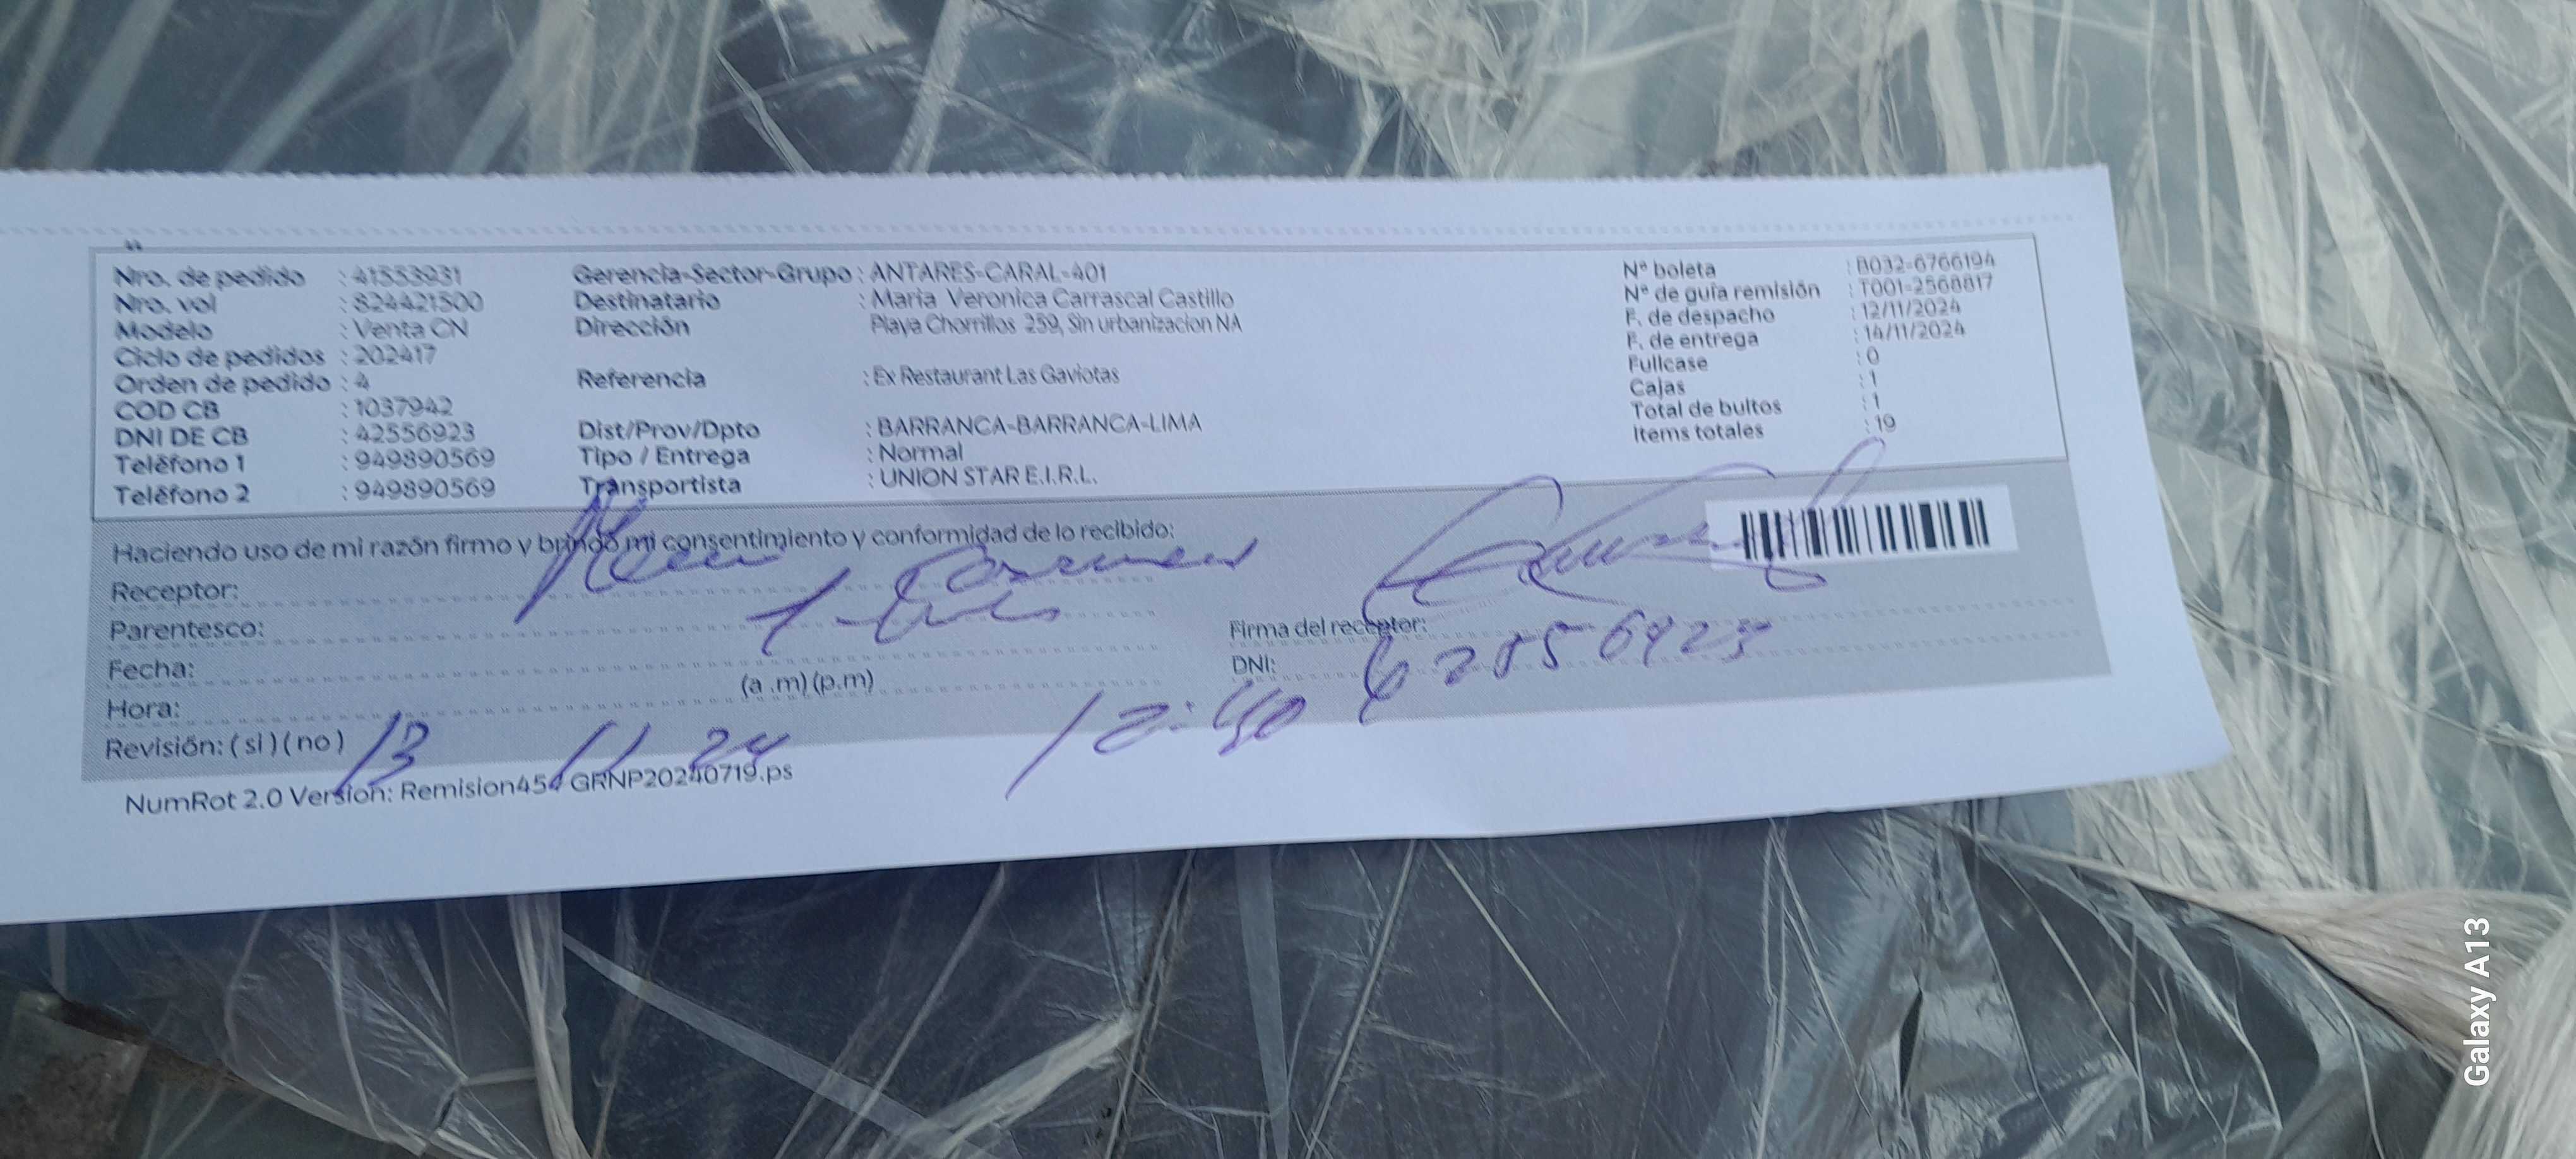 Nro. de pedido : 41553931
Nro. vol : 824421500
Modelo : Venta CN
Ciclo de pedidos : 202417
Orden de pedido : 4
COD CB : 1037942
DNI DE CB : 42556923
Teléfono 1 : 949890569
Teléfono 2 : 949890569
Gerencia-Sector-Grupo : ANTARES-CARAL-401
Destinatario : Maria Veronica Carrascal Castillo
Dirección Playa Chorrillos 259, Sin urbanizacion NA
Referencia : Ex Restaurant Las Gaviotas
Dist/Prov/Dpto : BARRANCA-BARRANCA-LIMA
Tipo / Entrega : Normal
Transportista : UNION STAR E.I.R.L.
N° boleta : B032-6766194
N° de guía remisión : T001-2568817
F. de despacho : 12/11/2024
F. de entrega : 14/11/2024
Fullcase : 0
Cajas : 1
Total de bultos : 1
Items totales : 19
Haciendo uso de mi razón firmo y brindo mi consentimiento y conformidad de lo recibido:
Receptor:
Parentesco:
Fecha:
Hora: (a .m) (p.m)
Revisión: ( si ) ( no )
13 11 24
12:40
Firma del receptor:
DNI:
NumRot 2.0 Version: Remision454 GRNP20240719.ps
Galaxy A13